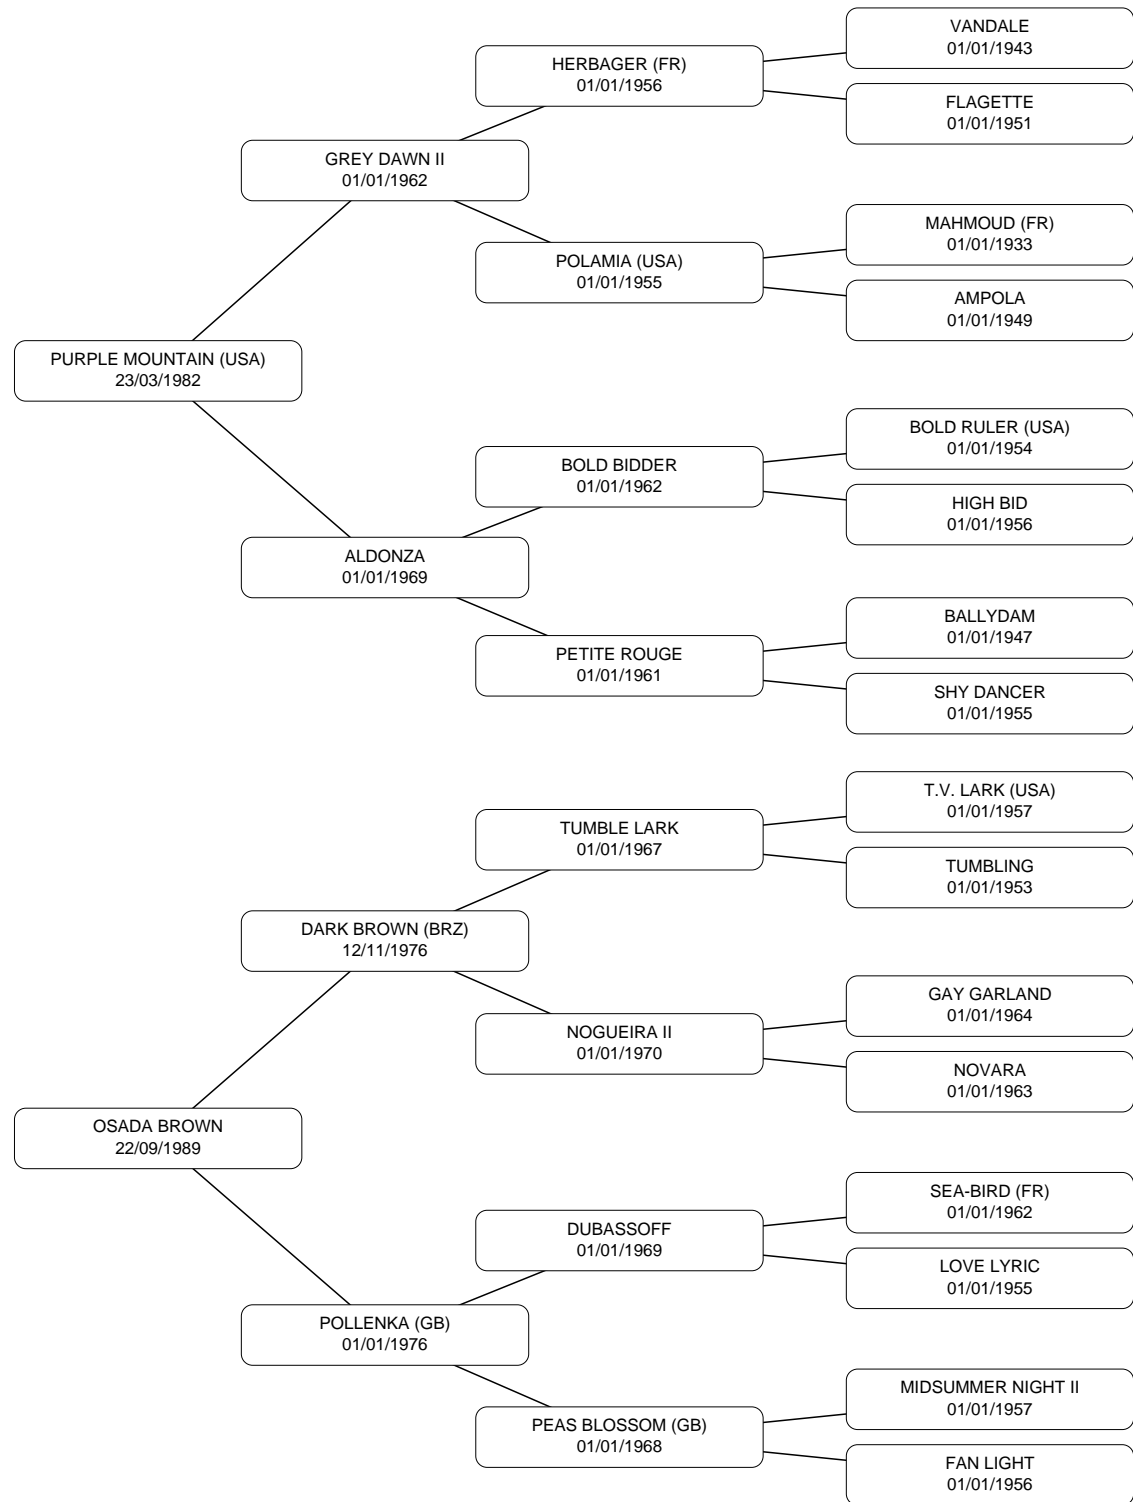 VANDALE
01/01/1943
HERBAGER (FR)
01/01/1956
FLAGETTE
01/01/1951
GREY DAWN II
01/01/1962
MAHMOUD (FR)
01/01/1933
POLAMIA (USA)
01/01/1955
AMPOLA
01/01/1949
PURPLE MOUNTAIN (USA)
23/03/1982
BOLD RULER (USA)
01/01/1954
BOLD BIDDER
01/01/1962
HIGH BID
01/01/1956
ALDONZA
01/01/1969
BALLYDAM
01/01/1947
PETITE ROUGE
01/01/1961
SHY DANCER
01/01/1955
T.V. LARK (USA)
01/01/1957
TUMBLE LARK
01/01/1967
TUMBLING
01/01/1953
DARK BROWN (BRZ)
12/11/1976
GAY GARLAND
01/01/1964
NOGUEIRA II
01/01/1970
NOVARA
01/01/1963
OSADA BROWN
22/09/1989
SEA-BIRD (FR)
01/01/1962
DUBASSOFF
01/01/1969
LOVE LYRIC
01/01/1955
POLLENKA (GB)
01/01/1976
MIDSUMMER NIGHT II
01/01/1957
PEAS BLOSSOM (GB)
01/01/1968
FAN LIGHT
01/01/1956